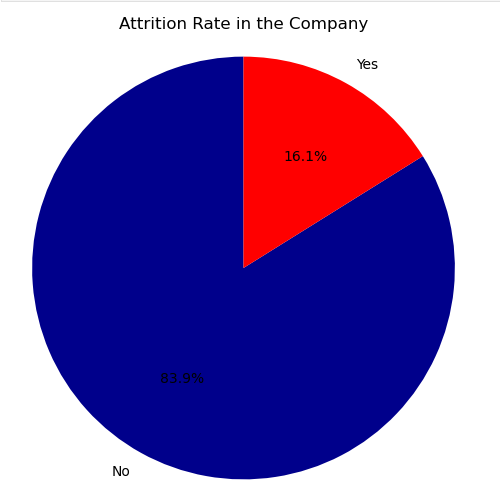 Attrition Rate in the Company
Yes
16.1%
83.9%
No